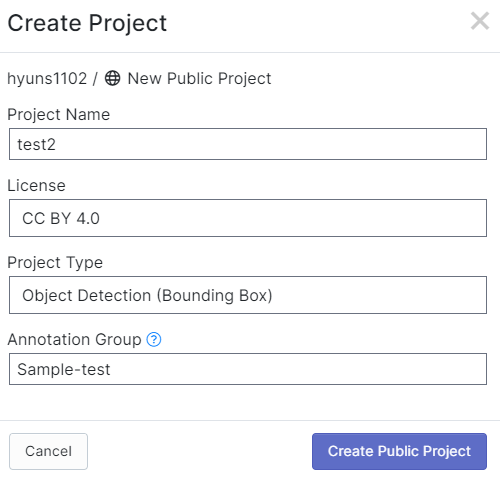 Create Project
hyuns1102 / New Public Project
Project Name
test2
License
CC BY 4.0
Project Type
Object Detection (Bounding Box)
Annotation Group ?
Sample-test
Cancel
Create Public Project